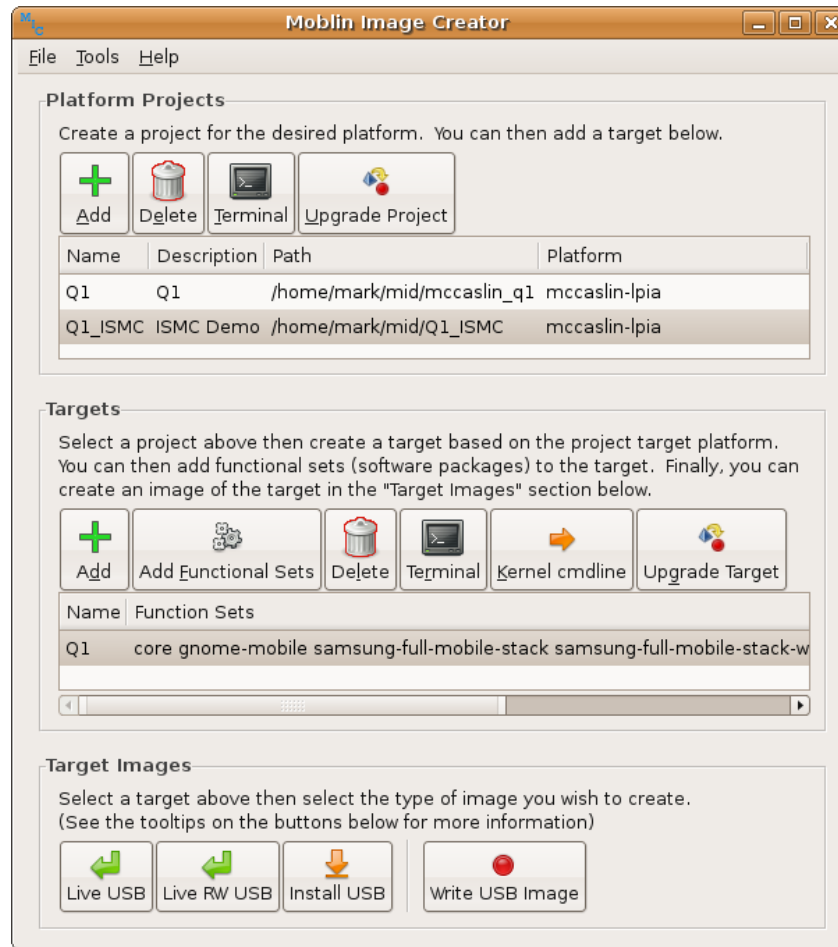 MIC Moblin Image Creator
File Tools Help
Platform Projects
Create a project for the desired platform. You can then add a target below.
Add Delete Terminal Upgrade Project
Name Description Path Platform
Q1 Q1 /home/mark/mid/mccaslin_q1 mccaslin-lpia
Q1_ISMC ISMC Demo /home/mark/mid/Q1_ISMC mccaslin-lpia
Targets
Select a project above then create a target based on the project target platform.
You can then add functional sets (software packages) to the target. Finally, you can
create an image of the target in the "Target Images" section below.
Add Add Functional Sets Delete Terminal Kernel cmdline Upgrade Target
Name Function Sets
Q1 core gnome-mobile samsung-full-mobile-stack samsung-full-mobile-stack-w
Target Images
Select a target above then select the type of image you wish to create.
(See the tooltips on the buttons below for more information)
Live USB Live RW USB Install USB Write USB Image